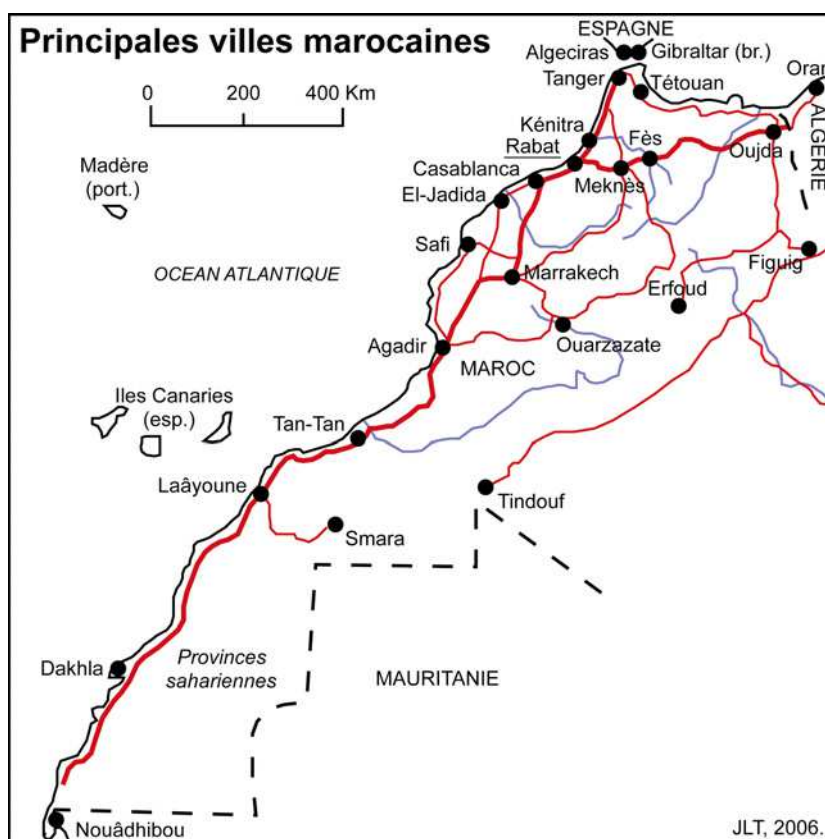 Principales villes marocaines
ESPAGNE
Algeciras
Gibraltar (br.)
Tanger
Tétouan
Oran
0 200 400 Km
Kénitra
Fès
ALGERIE
Rabat
Oujda
Madère
(port.)
Casablanca
Meknès
El-Jadida
Safi
OCEAN ATLANTIQUE
Marrakech
Figuig
Erfoud
Agadir
Ouarzazate
MAROC
Iles Canaries
(esp.)
Tan-Tan
Laâyoune
Tindouf
Smara
Dakhla
Provinces
sahariennes
MAURITANIE
Nouâdhibou
JLT, 2006.